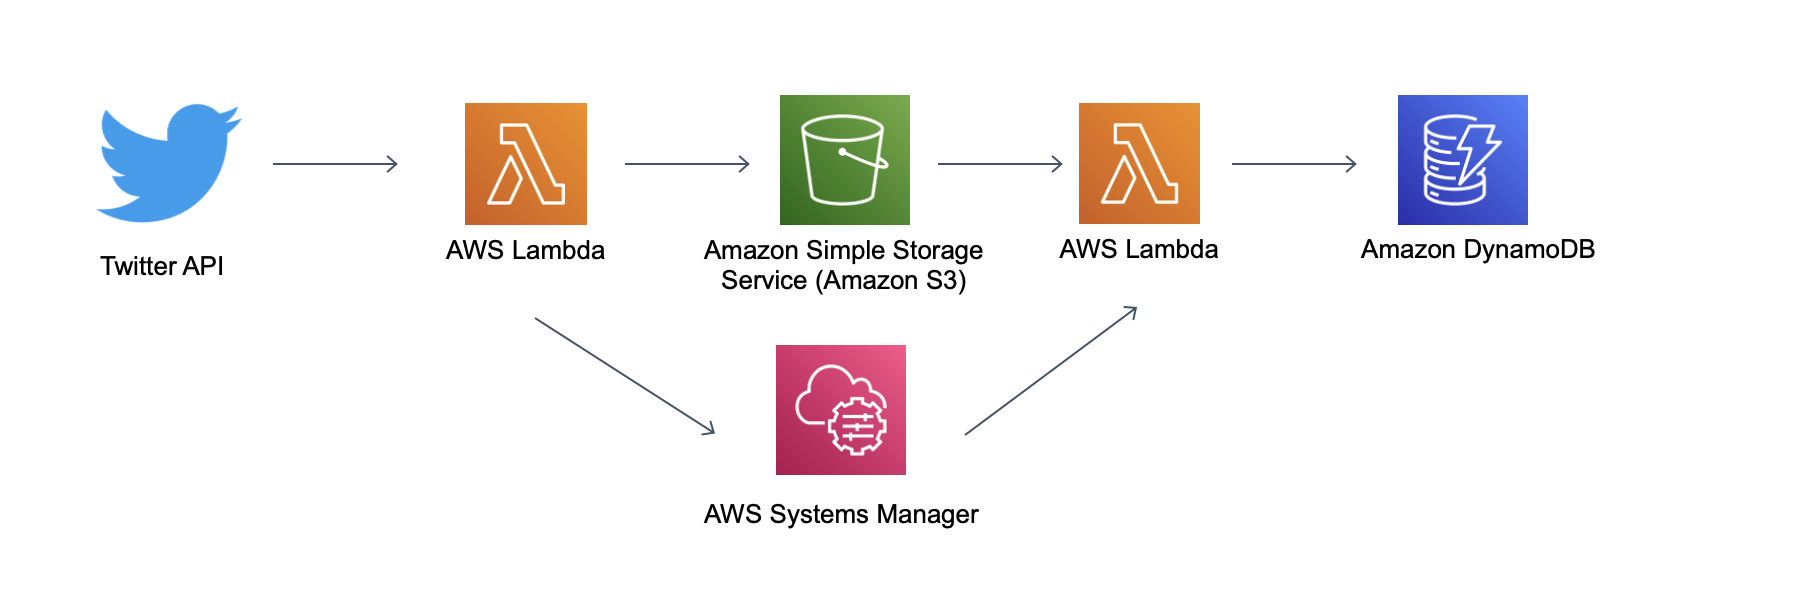 Twitter API
AWS Lambda
Amazon Simple Storage
Service (Amazon S3)
AWS Lambda
Amazon DynamoDB
AWS Systems Manager